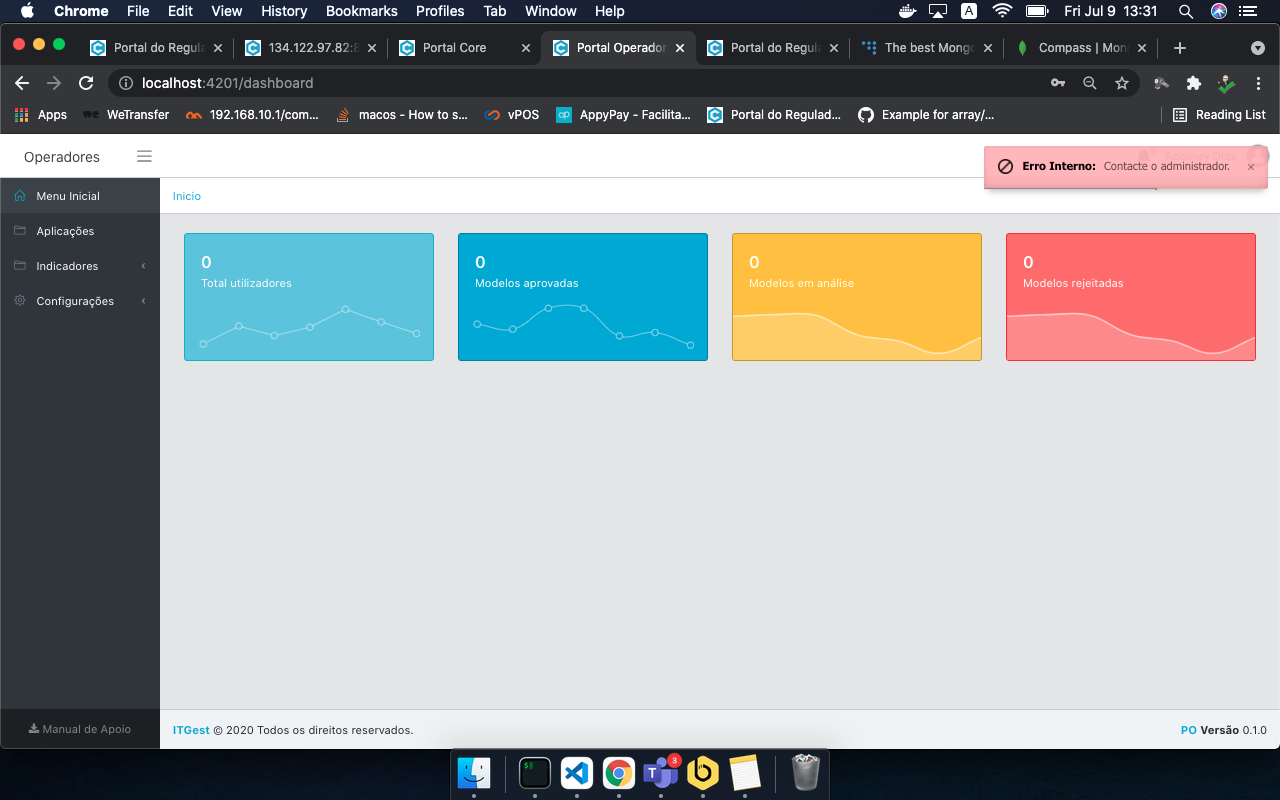 Chrome File Edit View History Bookmarks Profiles Tab Window Help A Fri Jul 9 13:31
Portal do Regula 134.122.97.82:8 Portal Core Portal Operador Portal do Regula The best Mongo Compass | Mon
localhost:4201/dashboard
Apps WeTransfer 192.168.10.1/com... macos - How to s... vPOS AppyPay - Facilita... Portal do Regulad... Example for array/... Reading List
Operadores
Erro Interno: Contacte o administrador. ×
Menu Inicial
Inicio
Aplicações
Indicadores
Configurações
0
Total utilizadores
0
Modelos aprovadas
0
Modelos em análise
0
Modelos rejeitadas
Manual de Apoio
ITGest © 2020 Todos os direitos reservados.
PO Versão 0.1.0
3